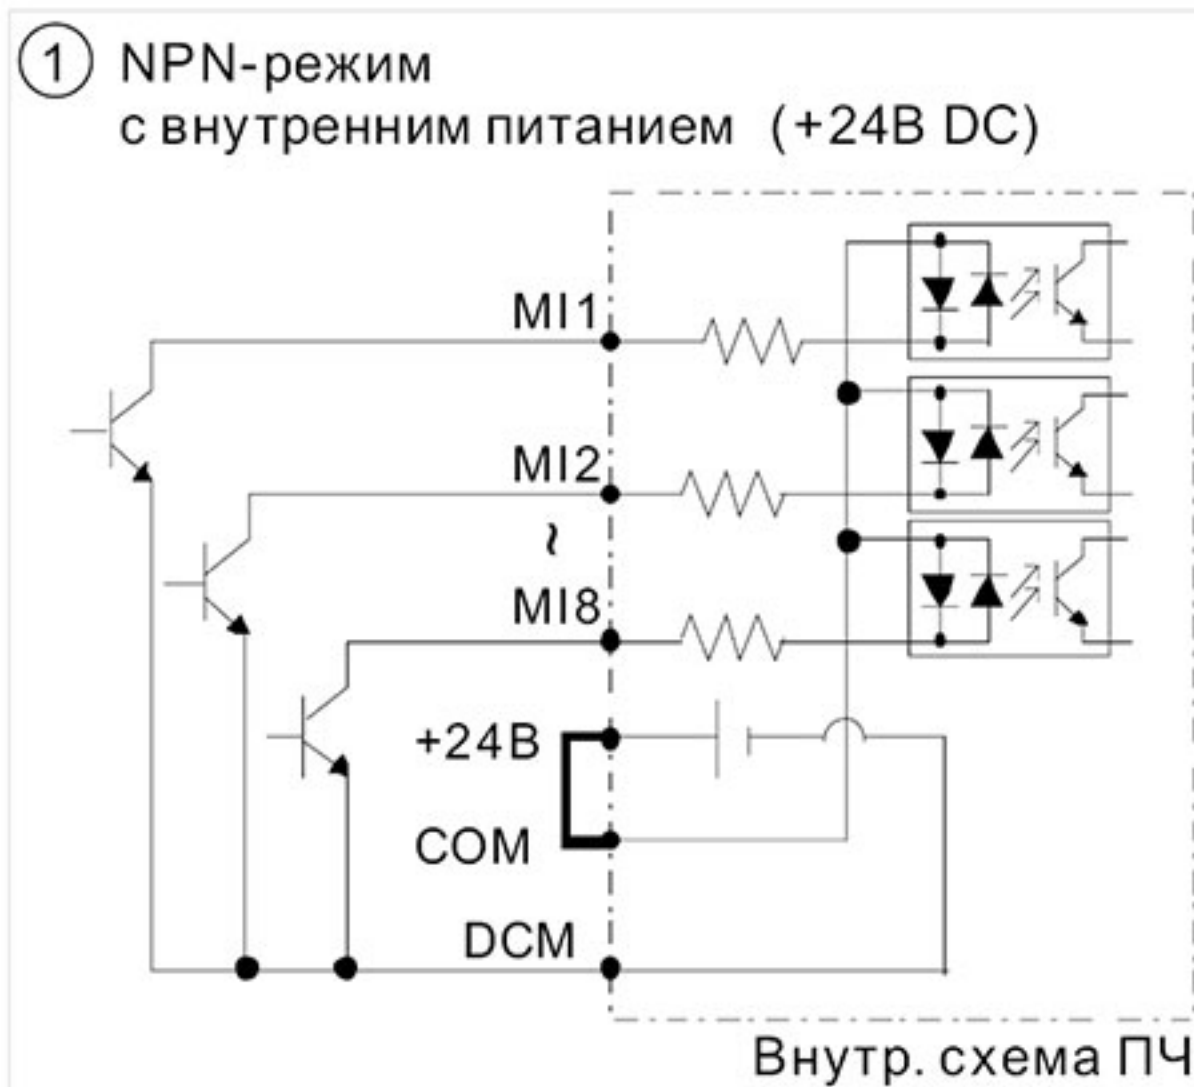 1 NPN-режим
с внутренним питанием (+24В DC)
MI1
MI2
~
MI8
+24В
COM
DCM
Внутр. схема ПЧ